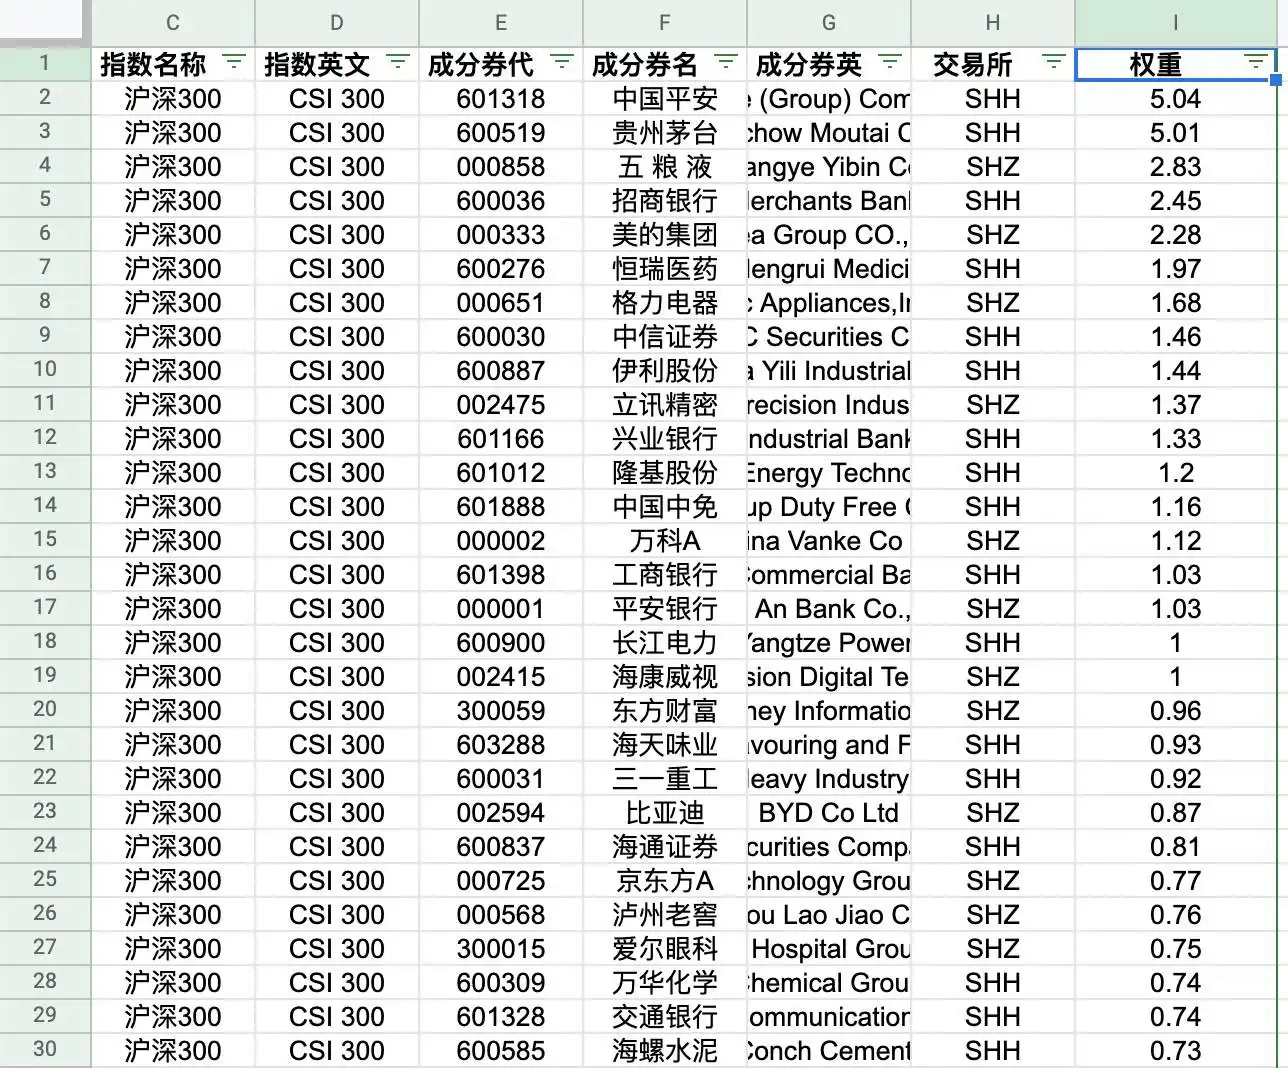 C D E F G H I
1 指数名称 指数英文 成分券代 成分券名 成分券英 交易所 权重
2 沪深300 CSI 300 601318 中国平安 (Group) Com SHH 5.04
3 沪深300 CSI 300 600519 贵州茅台 chow Moutai C SHH 5.01
4 沪深300 CSI 300 000858 五 粮 液 angye Yibin C SHZ 2.83
5 沪深300 CSI 300 600036 招商银行 erchants Ban SHH 2.45
6 沪深300 CSI 300 000333 美的集团 ea Group CO., SHZ 2.28
7 沪深300 CSI 300 600276 恒瑞医药 engrui Medici SHH 1.97
8 沪深300 CSI 300 000651 格力电器 c Appliances,I SHZ 1.68
9 沪深300 CSI 300 600030 中信证券 C Securities C SHH 1.46
10 沪深300 CSI 300 600887 伊利股份 a Yili Industrial SHH 1.44
11 沪深300 CSI 300 002475 立讯精密 recision Indus SHZ 1.37
12 沪深300 CSI 300 601166 兴业银行 ndustrial Bank SHH 1.33
13 沪深300 CSI 300 601012 隆基股份 Energy Techno SHH 1.2
14 沪深300 CSI 300 601888 中国中免 up Duty Free SHH 1.16
15 沪深300 CSI 300 000002 万科A ina Vanke Co SHZ 1.12
16 沪深300 CSI 300 601398 工商银行 Commercial Ba SHH 1.03
17 沪深300 CSI 300 000001 平安银行 An Bank Co., SHZ 1.03
18 沪深300 CSI 300 600900 长江电力 Yangtze Power SHH 1
19 沪深300 CSI 300 002415 海康威视 sion Digital Te SHZ 1
20 沪深300 CSI 300 300059 东方财富 ney Informatio SHZ 0.96
21 沪深300 CSI 300 603288 海天味业 avouring and F SHH 0.93
22 沪深300 CSI 300 600031 三一重工 eavy Industry SHH 0.92
23 沪深300 CSI 300 002594 比亚迪 BYD Co Ltd SHZ 0.87
24 沪深300 CSI 300 600837 海通证券 curities Comp SHH 0.81
25 沪深300 CSI 300 000725 京东方A chnology Grou SHZ 0.77
26 沪深300 CSI 300 000568 泸州老窖 ou Lao Jiao C SHZ 0.76
27 沪深300 CSI 300 300015 爱尔眼科 Hospital Grou SHZ 0.75
28 沪深300 CSI 300 600309 万华化学 Chemical Grou SHH 0.74
29 沪深300 CSI 300 601328 交通银行 ommunication SHH 0.74
30 沪深300 CSI 300 600585 海螺水泥 Conch Cement SHH 0.73